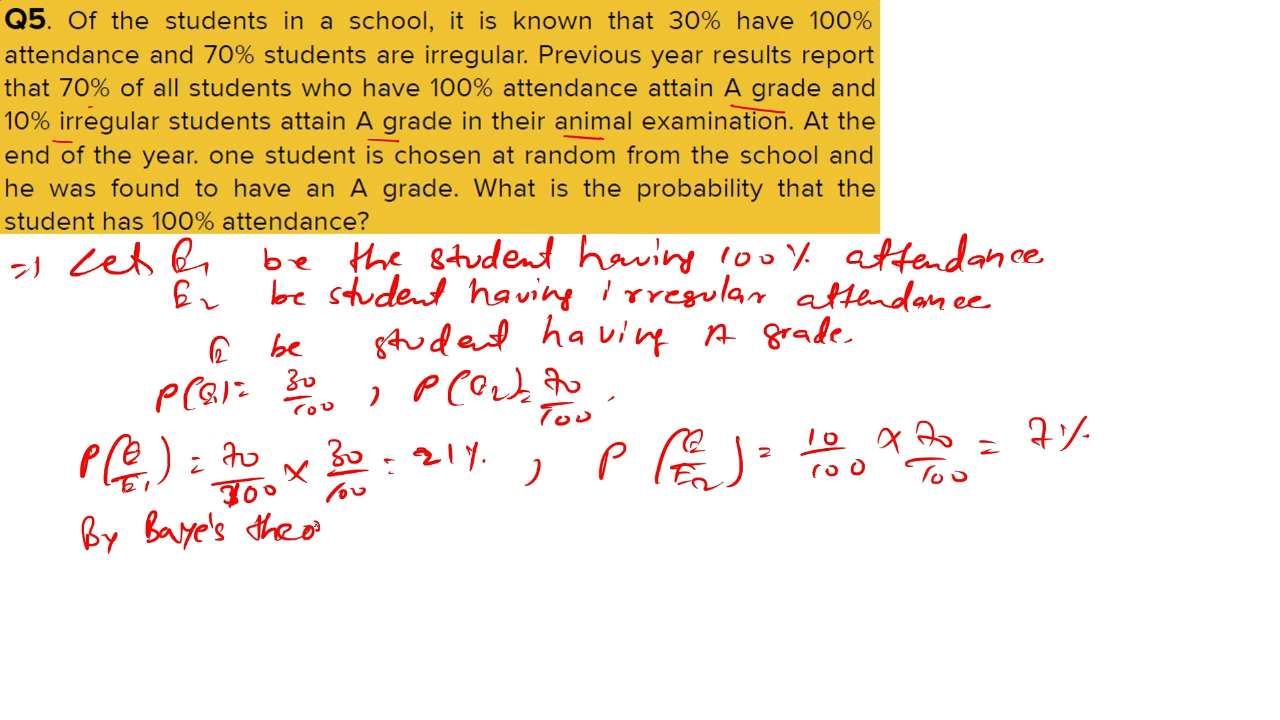 Q5. Of the students in a school, it is known that 30% have 100%
attendance and 70% students are irregular. Previous year results report
that 70% of all students who have 100% attendance attain A grade and
10% irregular students attain A grade in their animal examination. At the
end of the year. one student is chosen at random from the school and
he was found to have an A grade. What is the probability that the
student has 100% attendance?
=) Let E1 be the student having 100% attendance
E2 be student having irregular attendance
E be student having A grade.
P(E1) = 30/100 , P(E2) = 70/100 .
P(E/E1) = 70/100 × 30/100 = 21%. , P(E/E2) = 10/100 × 70/100 = 7%.
By Baye's theo